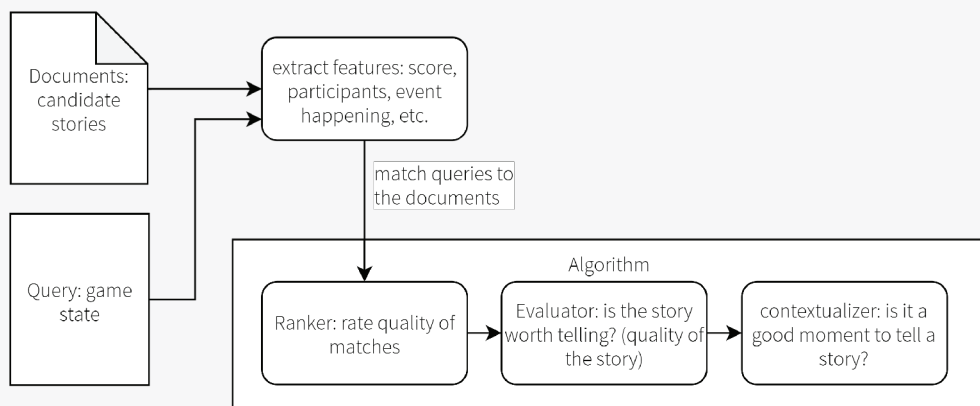 Documents:
candidate
stories
extract features: score,
participants, event
happening, etc.
match queries to
the documents
Query: game
state
Algorithm
Ranker: rate quality of
matches
Evaluator: is the story
worth telling? (quality of
the story)
contextualizer: is it a
good moment to tell a
story?